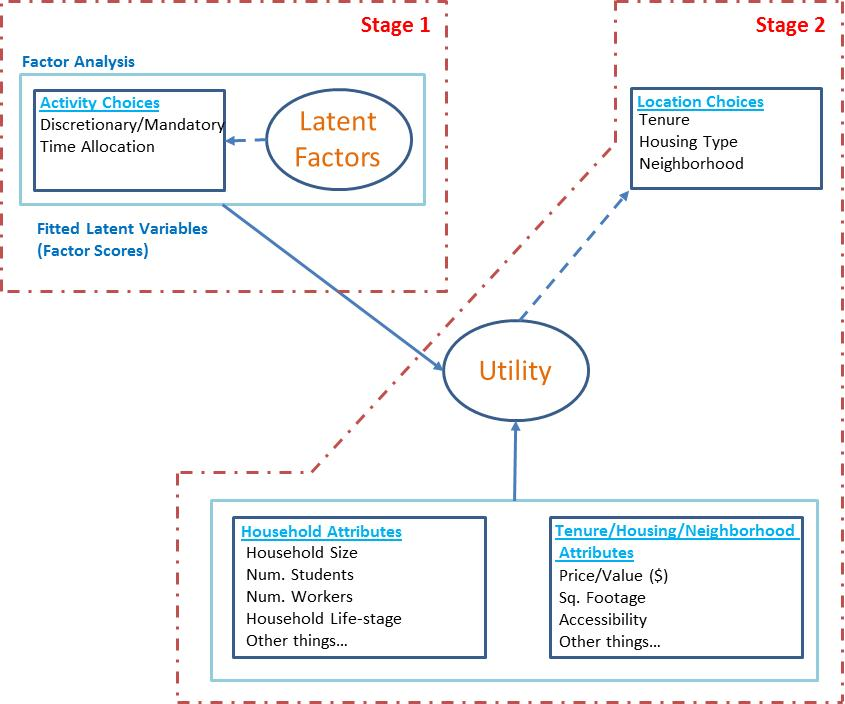 Stage 1
Factor Analysis
Activity Choices
Discretionary/Mandatory
Time Allocation
Latent
Factors
Fitted Latent Variables
(Factor Scores)
Stage 2
Location Choices
Tenure
Housing Type
Neighborhood
Utility
Household Attributes
Household Size
Num. Students
Num. Workers
Household Life-stage
Other things…
Tenure/Housing/Neighborhood
Attributes
Price/Value ($)
Sq. Footage
Accessibility
Other things…